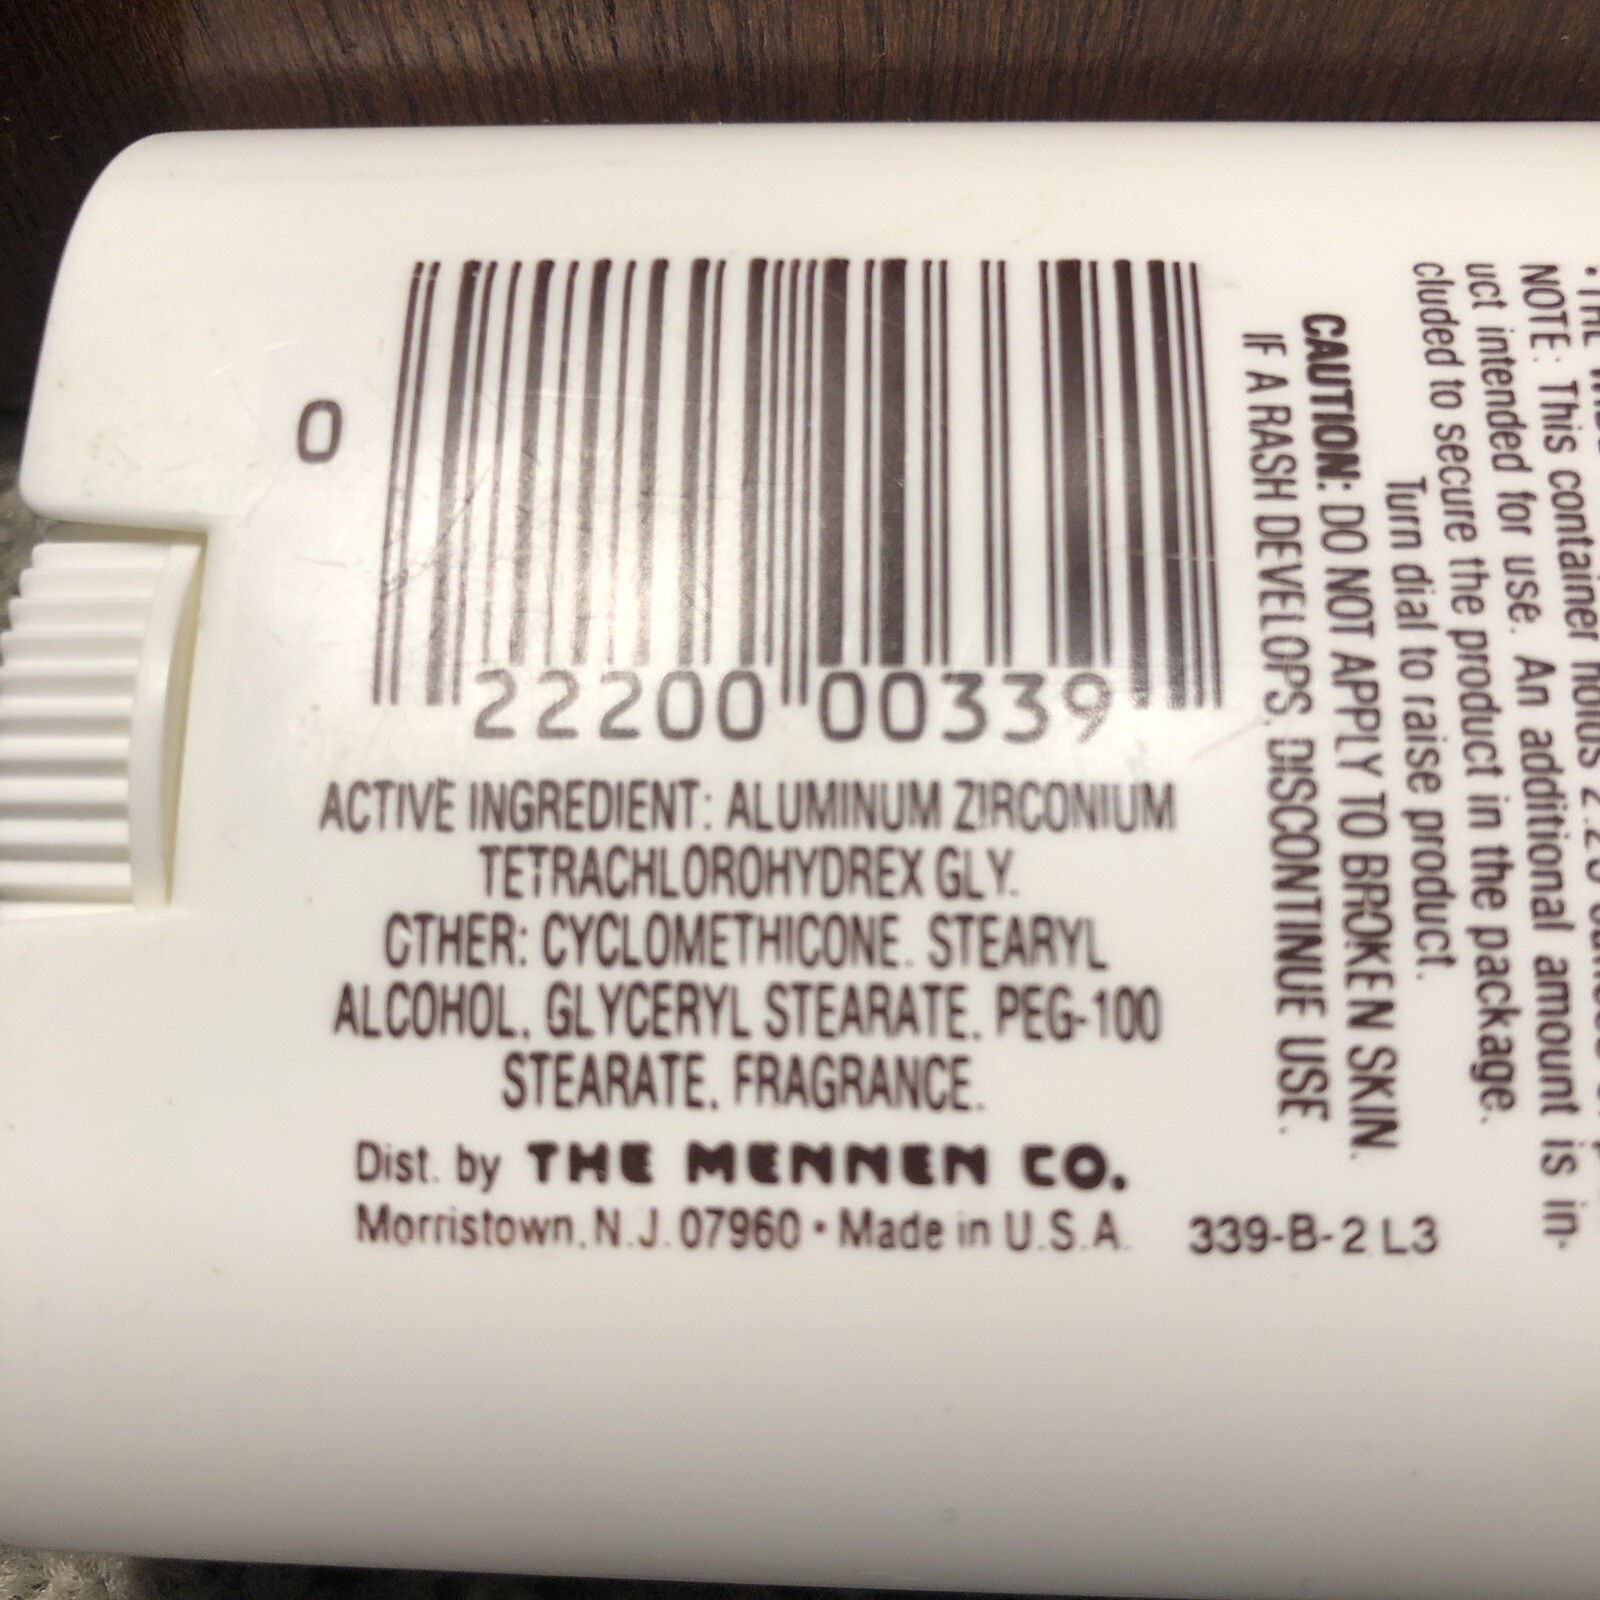 0
22200 00339
ACTIVE INGREDIENT: ALUMINUM ZIRCONIUM
TETRACHLOROHYDREX GLY.
OTHER: CYCLOMETHICONE, STEARYL
ALCOHOL, GLYCERYL STEARATE, PEG-100
STEARATE, FRAGRANCE.
Dist. by THE MENNEN CO.
Morristown, N.J. 07960 • Made in U.S.A.
339-B-2 L3
NOTE: This container holds
uct intended for use. An additional amount is in-
cluded to secure the product in the package.
Turn dial to raise product.
CAUTION: DO NOT APPLY TO BROKEN SKIN.
IF A RASH DEVELOPS, DISCONTINUE USE.